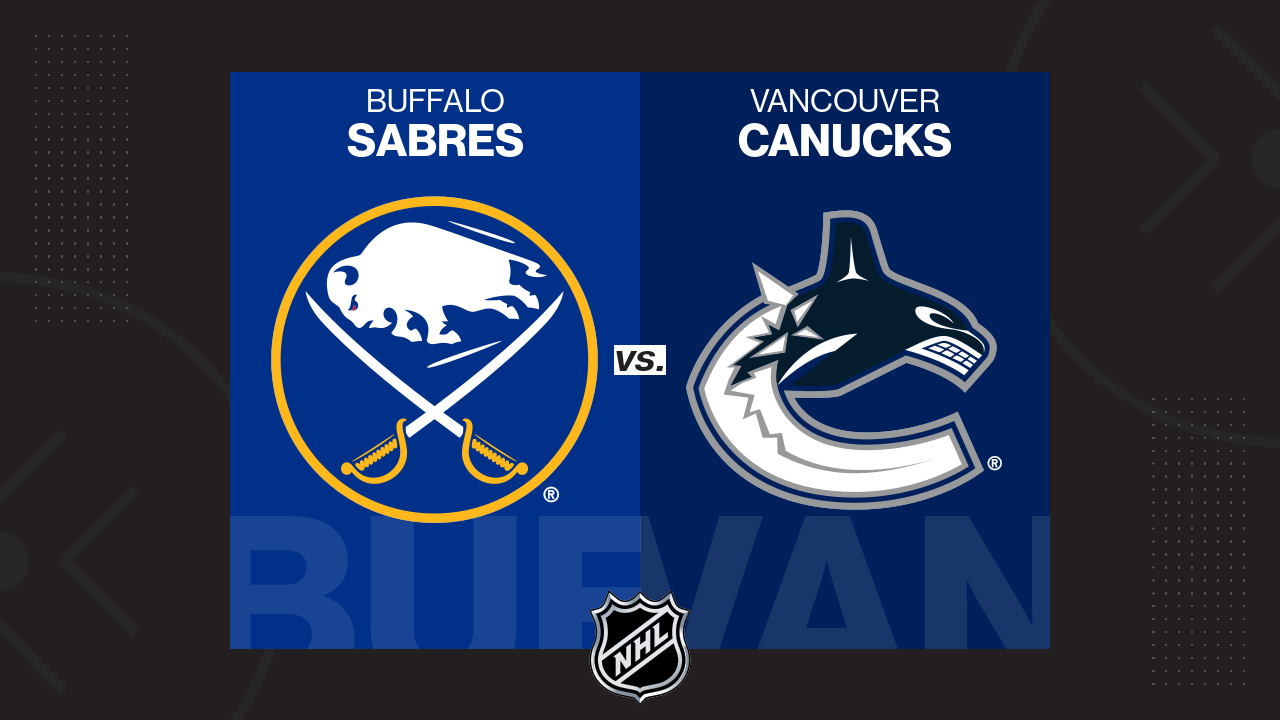 BUFFALO
SABRES
VANCOUVER
CANUCKS
vs.
®
®
BUF
VAN
NHL